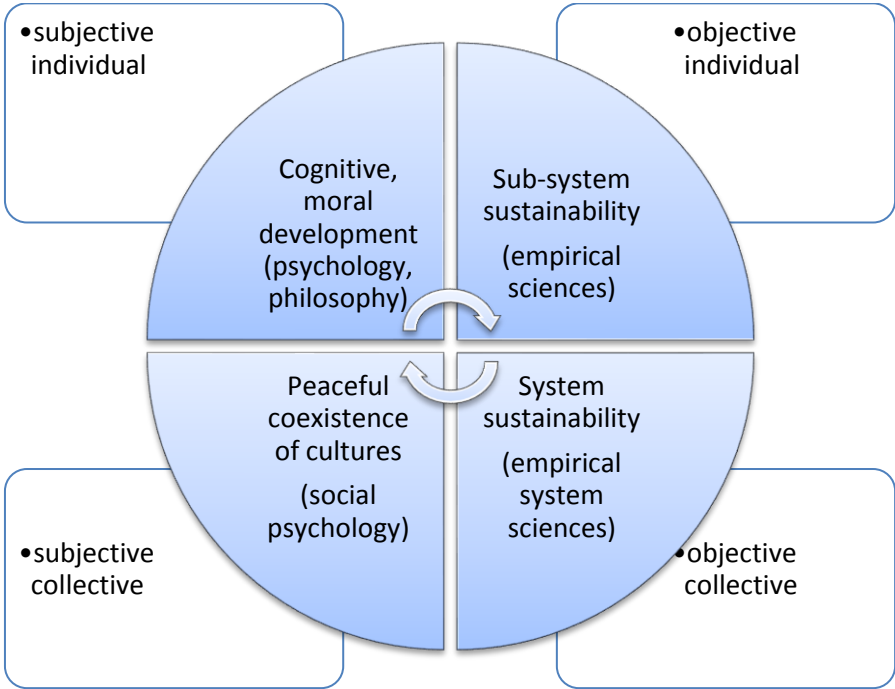 •subjective
individual
•objective
individual
Cognitive,
moral
development
(psychology,
philosophy)
Sub-system
sustainability
(empirical
sciences)
Peaceful
coexistence
of cultures
(social
psychology)
System
sustainability
(empirical
system
sciences)
•subjective
collective
•objective
collective